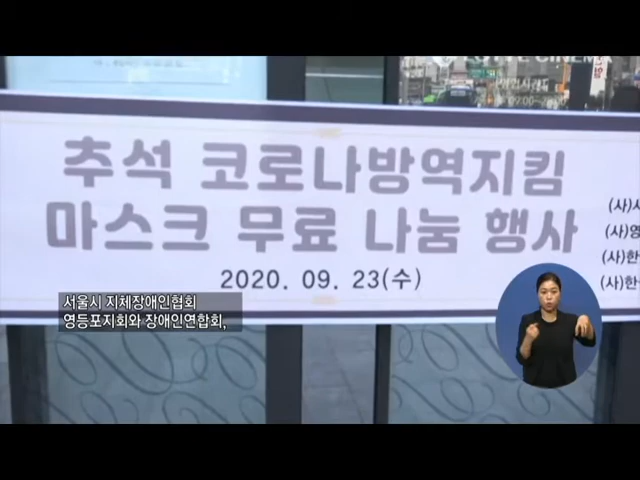 추석 코로나방역지킴
마스크 무료 나눔 행사
2020. 09. 23(수)
(사)
(사)영
(사)한
(사)한
서울시 지체장애인협회
영등포지회와 장애인연합회,